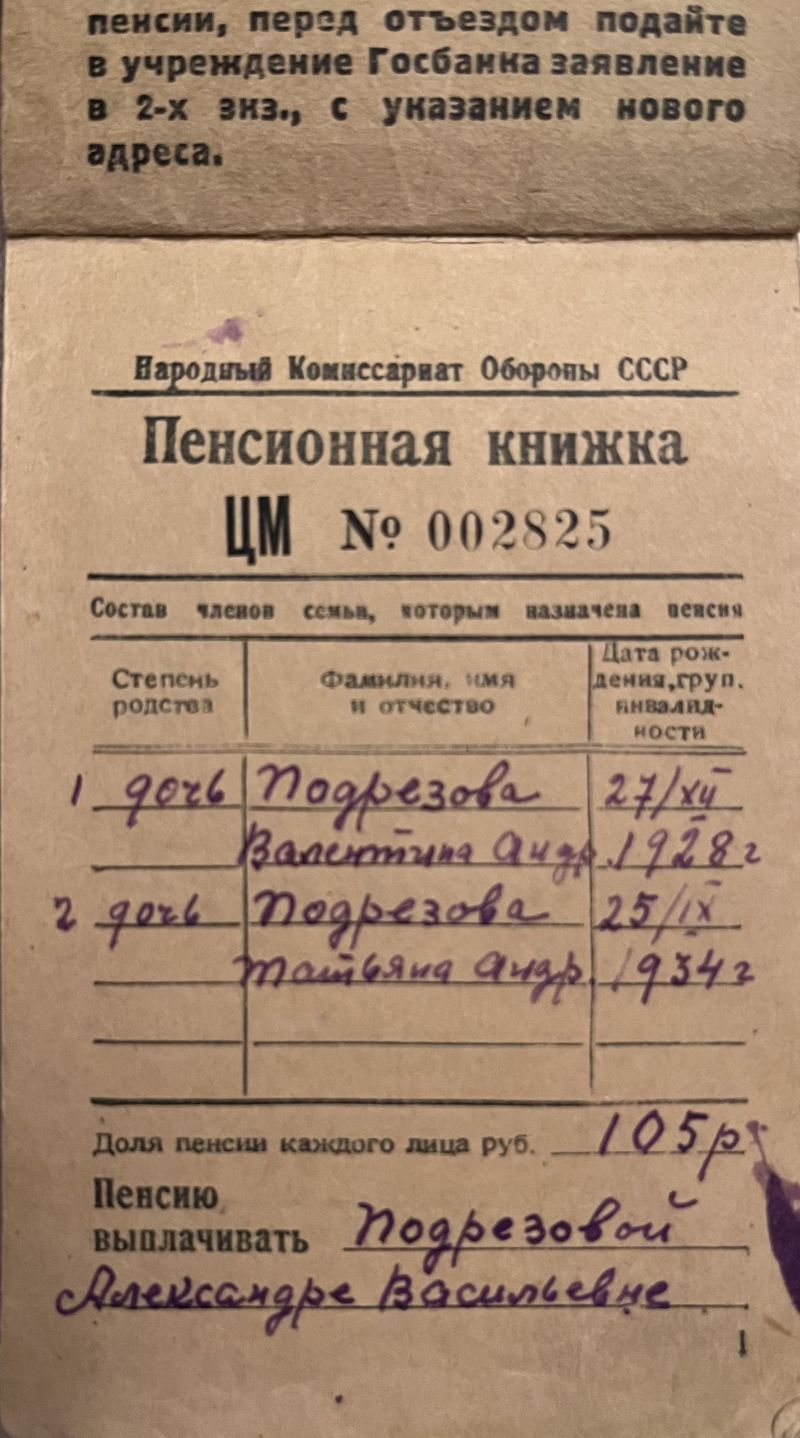 пенсии, перед отъездом подайте
в учреждение Госбанка заявление
в 2-х экз., с указанием нового
адреса.
Народный Комиссариат Обороны СССР
Пенсионная книжка
ЦМ № 002825
Состав членов семьи, которым назначена пенсия
Степень родства
Фамилия, имя и отчество
Дата рож-
дения, груп.
инвалид-
ности
1 дочь Подрезова 27/XII
Валентина Андр. 1928 г
2 дочь Подрезова 25/IX
Татьяна Андр. 1934 г
Доля пенсии каждого лица руб. 105 р
Пенсию
выплачивать Подрезовой
Александре Васильевне
1